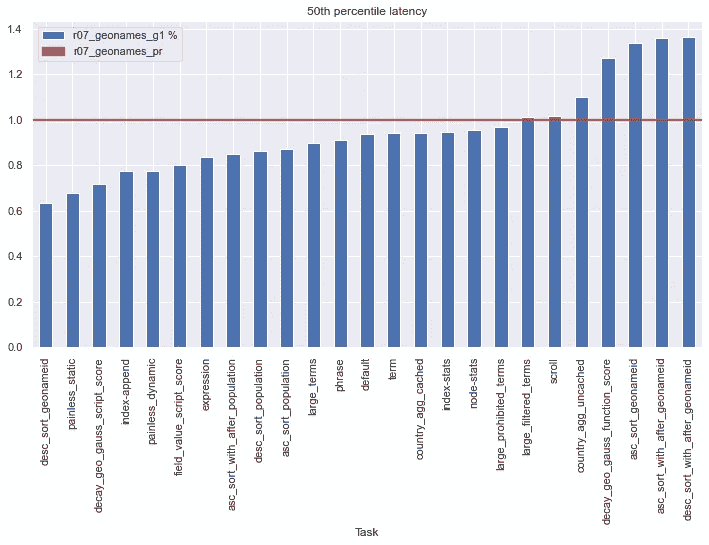 50th percentile latency
r07_geonames_g1 %
r07_geonames_pr
1.4
1.2
1.0
0.8
0.6
0.4
0.2
0.0
desc_sort_geonameid
painless_static
decay_geo_gauss_script_score
index-append
painless_dynamic
field_value_script_score
expression
asc_sort_with_after_population
desc_sort_population
asc_sort_population
large_terms
phrase
default
term
country_agg_cached
index-stats
node-stats
large_prohibited_terms
large_filtered_terms
scroll
country_agg_uncached
decay_geo_gauss_function_score
asc_sort_geonameid
asc_sort_with_after_geonameid
desc_sort_with_after_geonameid
Task